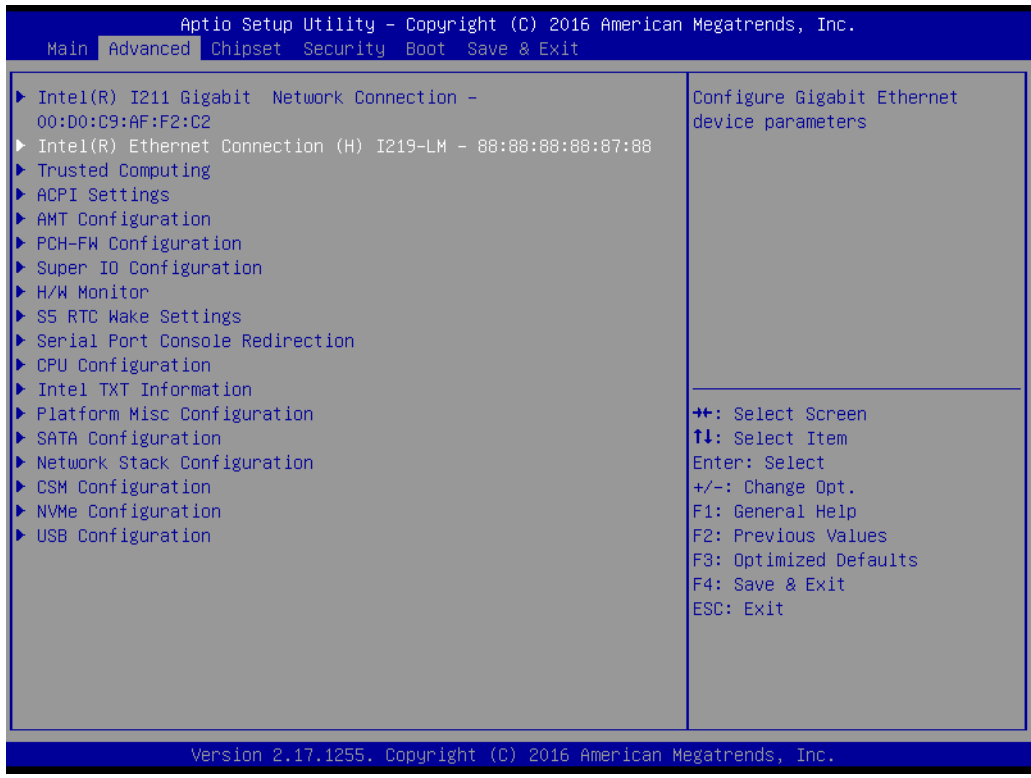 Aptio Setup Utility – Copyright (C) 2016 American Megatrends, Inc.
Main Advanced Chipset Security Boot Save & Exit
► Intel(R) I211 Gigabit  Network Connection –
00:D0:C9:AF:F2:C2
► Intel(R) Ethernet Connection (H) I219-LM – 88:88:88:88:87:88
► Trusted Computing
► ACPI Settings
► AMT Configuration
► PCH-FW Configuration
► Super IO Configuration
► H/W Monitor
► S5 RTC Wake Settings
► Serial Port Console Redirection
► CPU Configuration
► Intel TXT Information
► Platform Misc Configuration
► SATA Configuration
► Network Stack Configuration
► CSM Configuration
► NVMe Configuration
► USB Configuration
Configure Gigabit Ethernet
device parameters
→←: Select Screen
↑↓: Select Item
Enter: Select
+/-: Change Opt.
F1: General Help
F2: Previous Values
F3: Optimized Defaults
F4: Save & Exit
ESC: Exit
Version 2.17.1255. Copyright (C) 2016 American Megatrends, Inc.